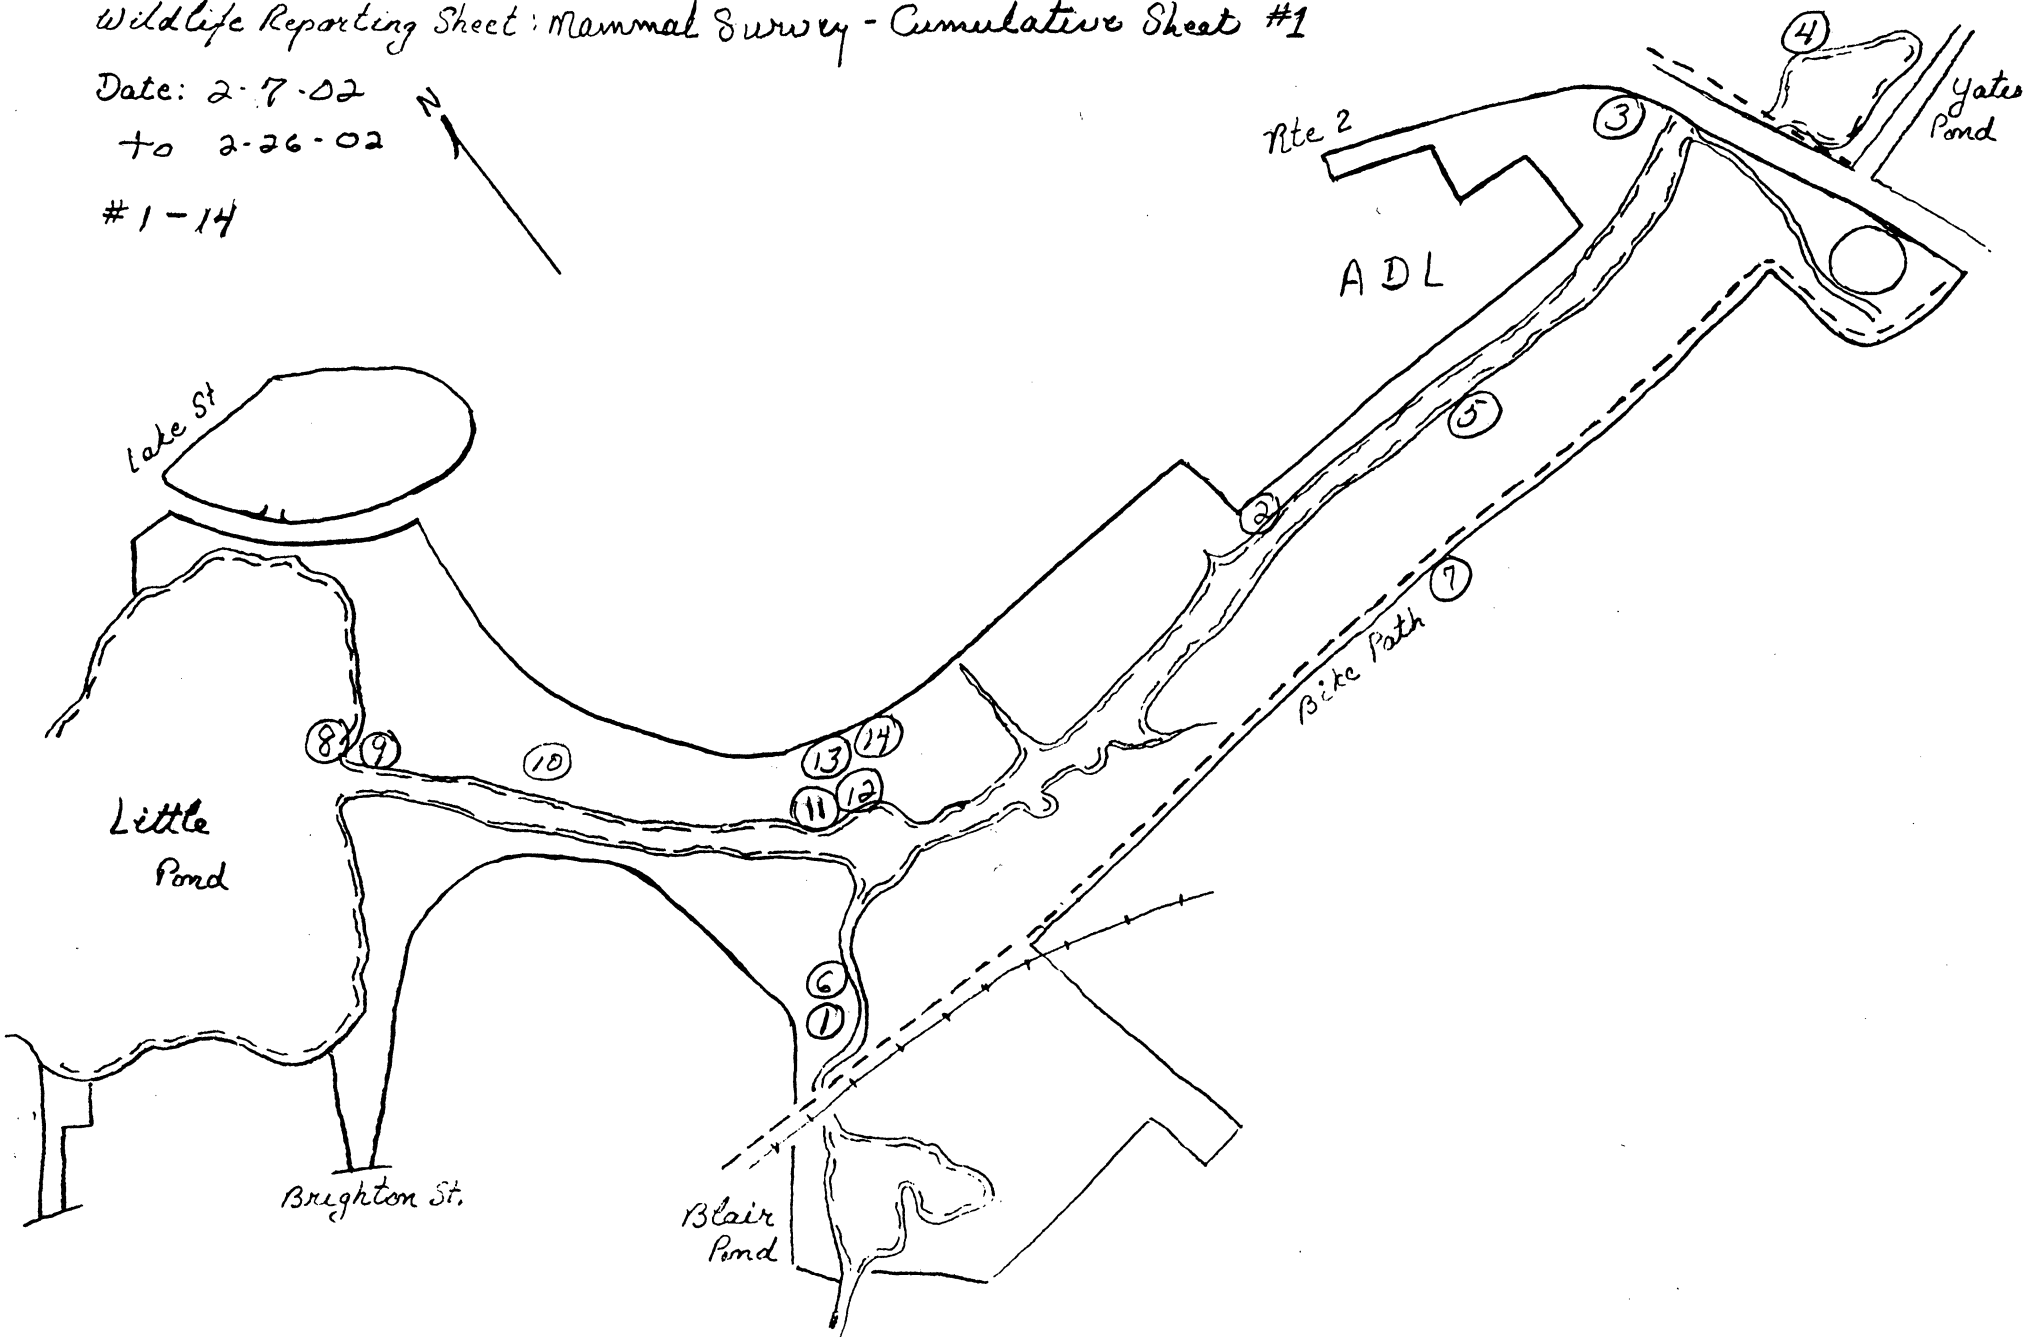 Wildlife Reporting Sheet: Mammal Survey - Cumulative Sheet #1
Date: 2-7-02
to 2-26-02
#1-14
N
4
Yates
Pond
3
Rte 2
ADL
5
Lake St
2
7
Bike Path
8
9
10
13
14
11
12
Little
Pond
6
1
Brighton St.
Blair
Pond